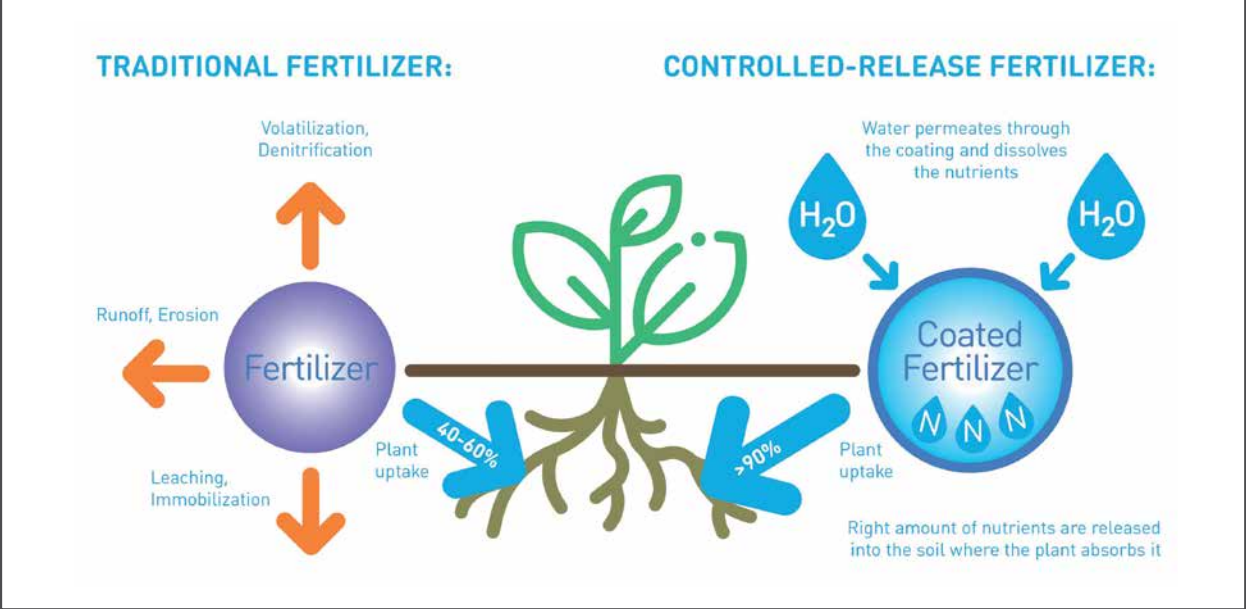 TRADITIONAL FERTILIZER:
Volatilization,
Denitrification
Runoff, Erosion
Fertilizer
Leaching,
Immobilization
Plant
uptake
40-60%
CONTROLLED-RELEASE FERTILIZER:
Water permeates through
the coating and dissolves
the nutrients
H₂O
H₂O
Coated
Fertilizer
N
N
N
>90%
Plant
uptake
Right amount of nutrients are released
into the soil where the plant absorbs it